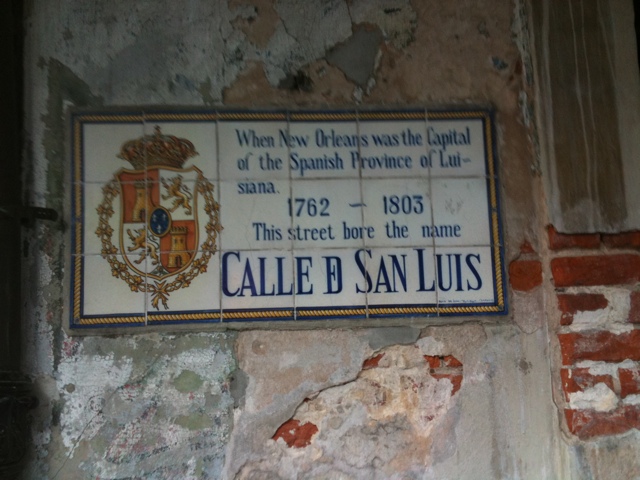 When New Orleans was the Capital
of the Spanish Province of Lui-
siana.
1762 - 1803
This street bore the name
CALLE D SAN LUIS